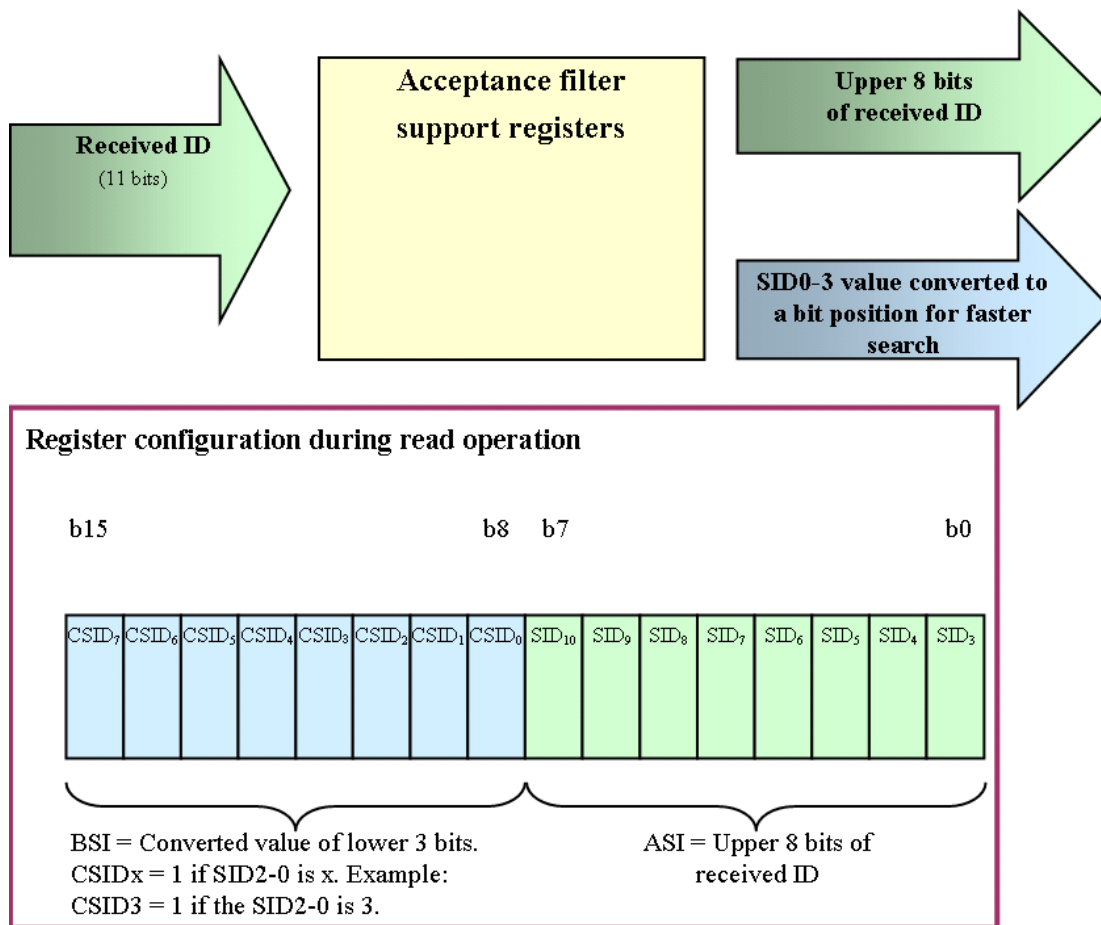 Received ID
(11 bits)
Acceptance filter
support registers
Upper 8 bits
of received ID
SID0-3 value converted to
a bit position for faster
search
Register configuration during read operation
b15 b8 b7 b0
CSID₇ CSID₆ CSID₅ CSID₄ CSID₃ CSID₂ CSID₁ CSID₀ SID₁₀ SID₉ SID₈ SID₇ SID₆ SID₅ SID₄ SID₃
BSI = Converted value of lower 3 bits.
CSIDx = 1 if SID2-0 is x. Example:
CSID3 = 1 if the SID2-0 is 3.
ASI = Upper 8 bits of
received ID